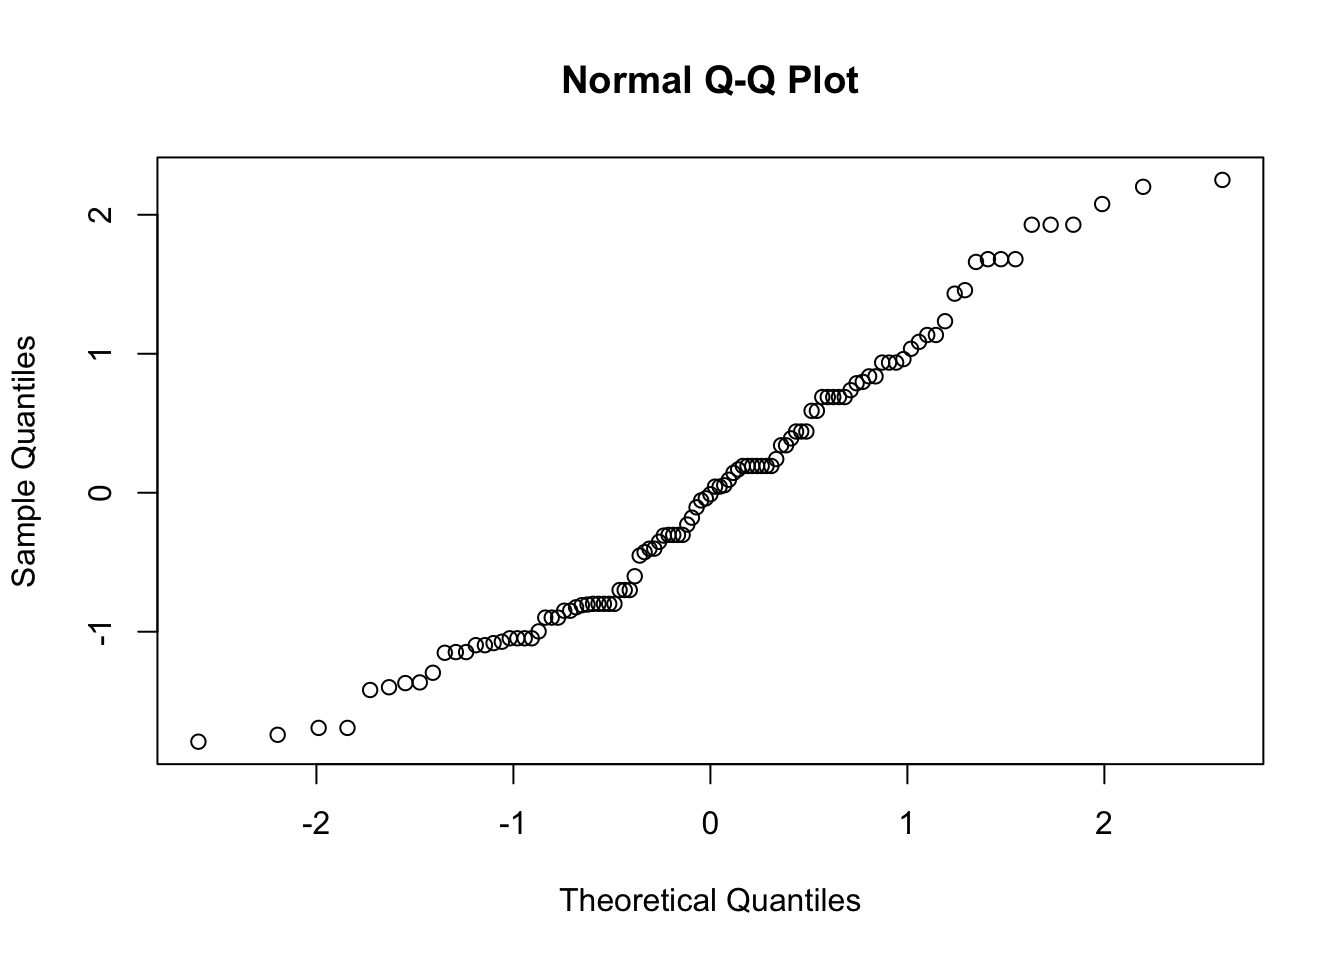 Normal Q-Q Plot
Sample Quantiles
2
1
0
-1
-2 -1 0 1 2
Theoretical Quantiles